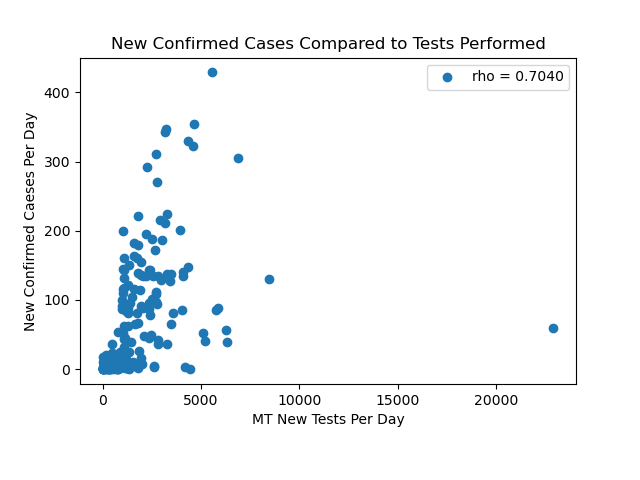 New Confirmed Cases Compared to Tests Performed
rho = 0.7040
New Confirmed Caeses Per Day
400
300
200
100
0
0 5000 10000 15000 20000
MT New Tests Per Day